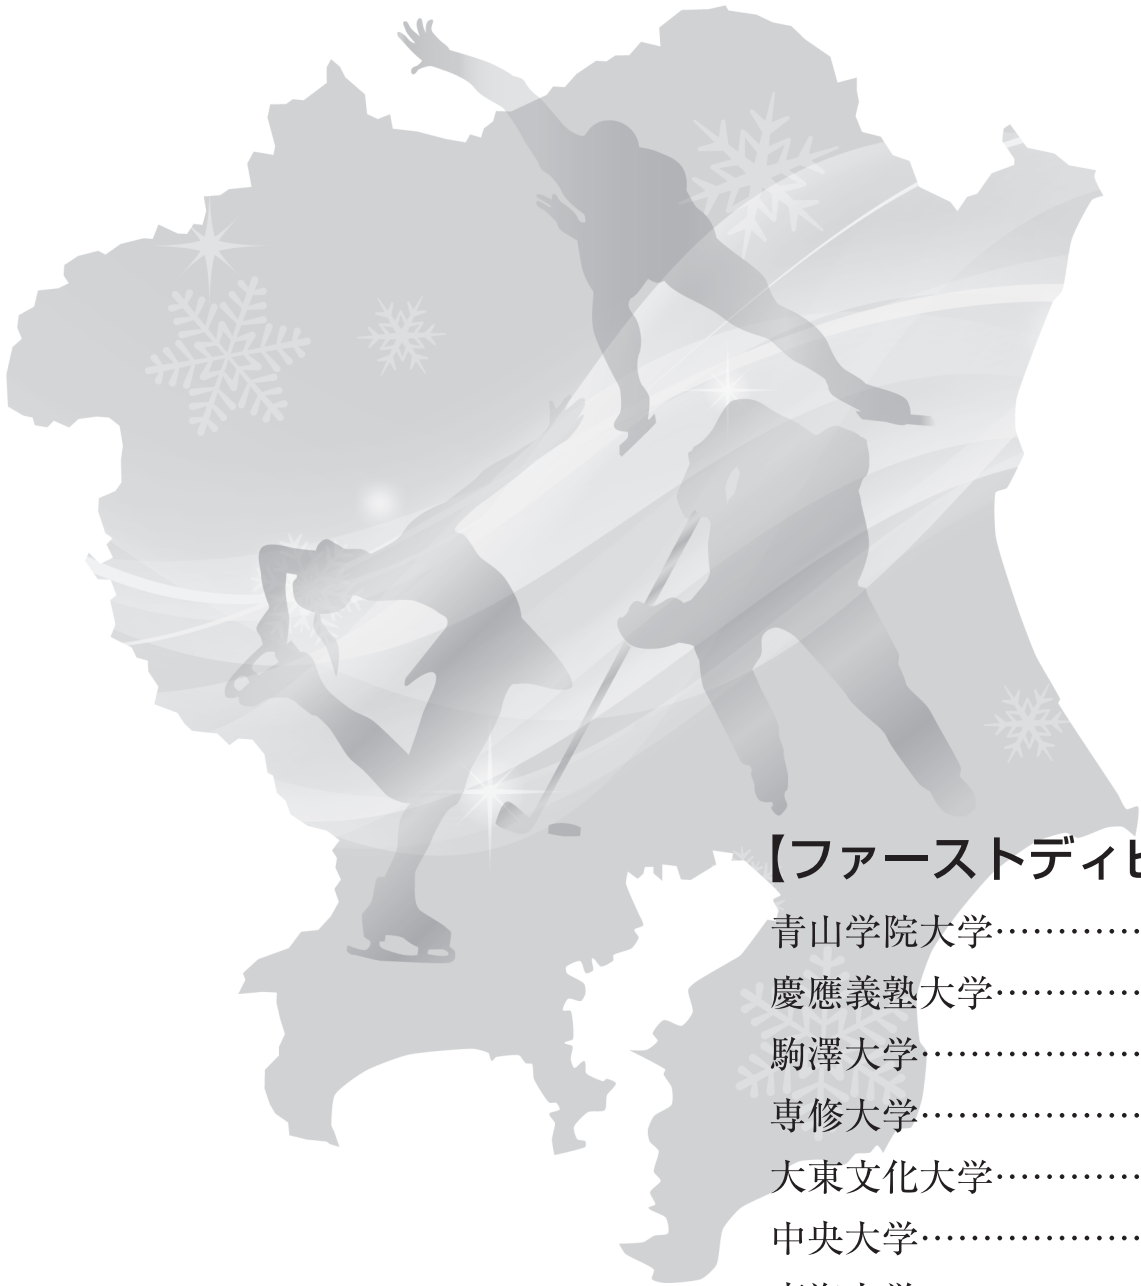 【ファーストディビ
青山学院大学…………
慶應義塾大学…………
駒澤大学………………
専修大学………………
大東文化大学…………
中央大学………………